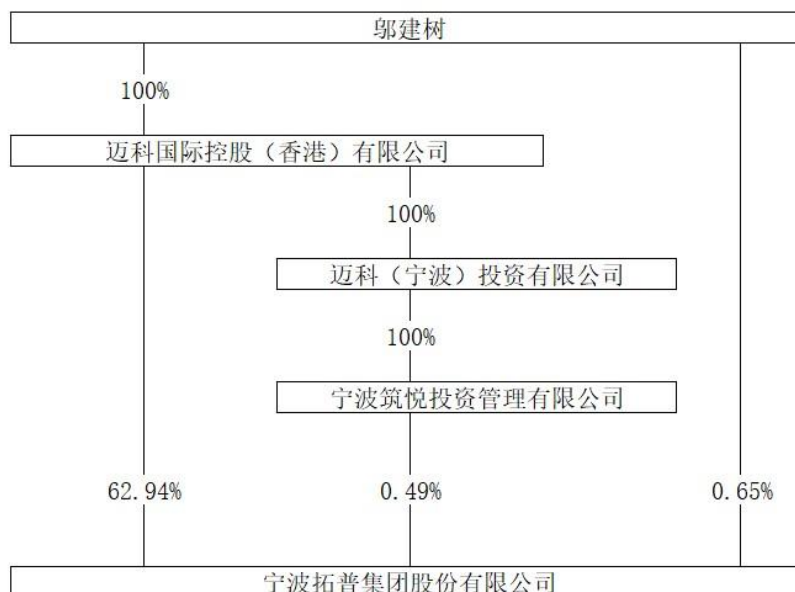 邬建树
100%
迈科国际控股（香港）有限公司
100%
迈科（宁波）投资有限公司
100%
宁波筑悦投资管理有限公司
62.94%
0.49%
0.65%
宁波拓普集团股份有限公司